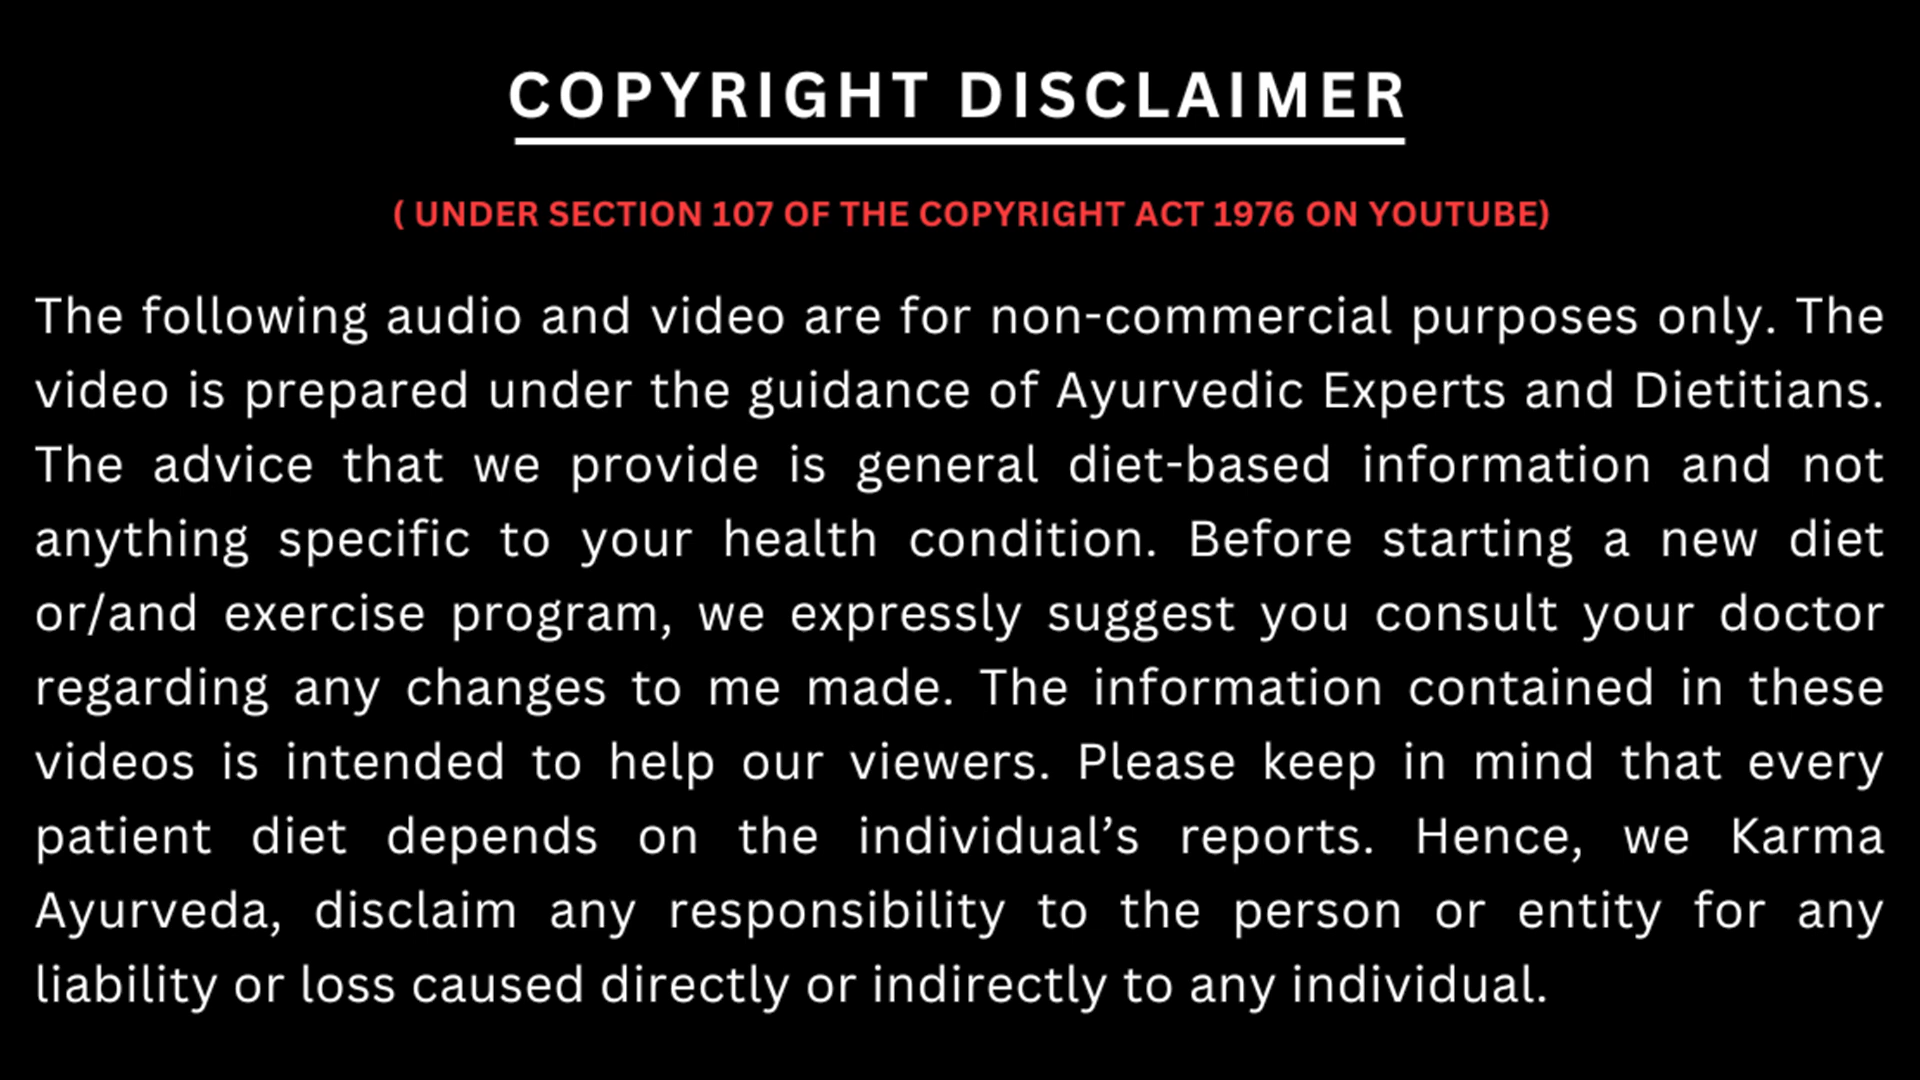 COPYRIGHT DISCLAIMER
( UNDER SECTION 107 OF THE COPYRIGHT ACT 1976 ON YOUTUBE)
The following audio and video are for non-commercial purposes only. The
video is prepared under the guidance of Ayurvedic Experts and Dietitians.
The advice that we provide is general diet-based information and not
anything specific to your health condition. Before starting a new diet
or/and exercise program, we expressly suggest you consult your doctor
regarding any changes to me made. The information contained in these
videos is intended to help our viewers. Please keep in mind that every
patient diet depends on the individual’s reports. Hence, we Karma
Ayurveda, disclaim any responsibility to the person or entity for any
liability or loss caused directly or indirectly to any individual.